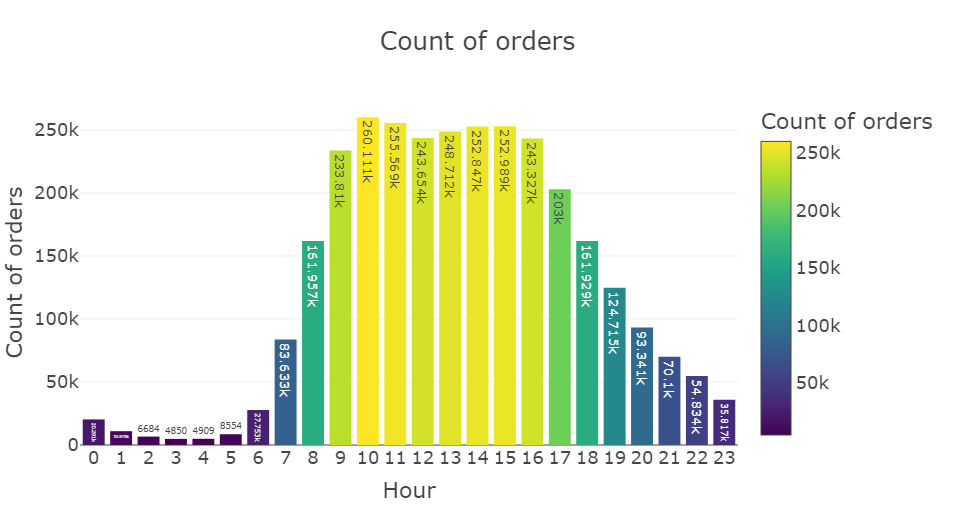 Count of orders
Count of orders
250k
200k
150k
100k
50k
0
260.111k
255.569k
243.654k
248.712k
252.847k
252.989k
243.327k
233.81k
203k
161.957k
161.929k
124.715k
83.633k
93.341k
70.1k
54.834k
27.753k
35.817k
6684
4850
4909
8554
0 1 2 3 4 5 6 7 8 9 10 11 12 13 14 15 16 17 18 19 20 21 22 23
Hour
Count of orders
250k
200k
150k
100k
50k